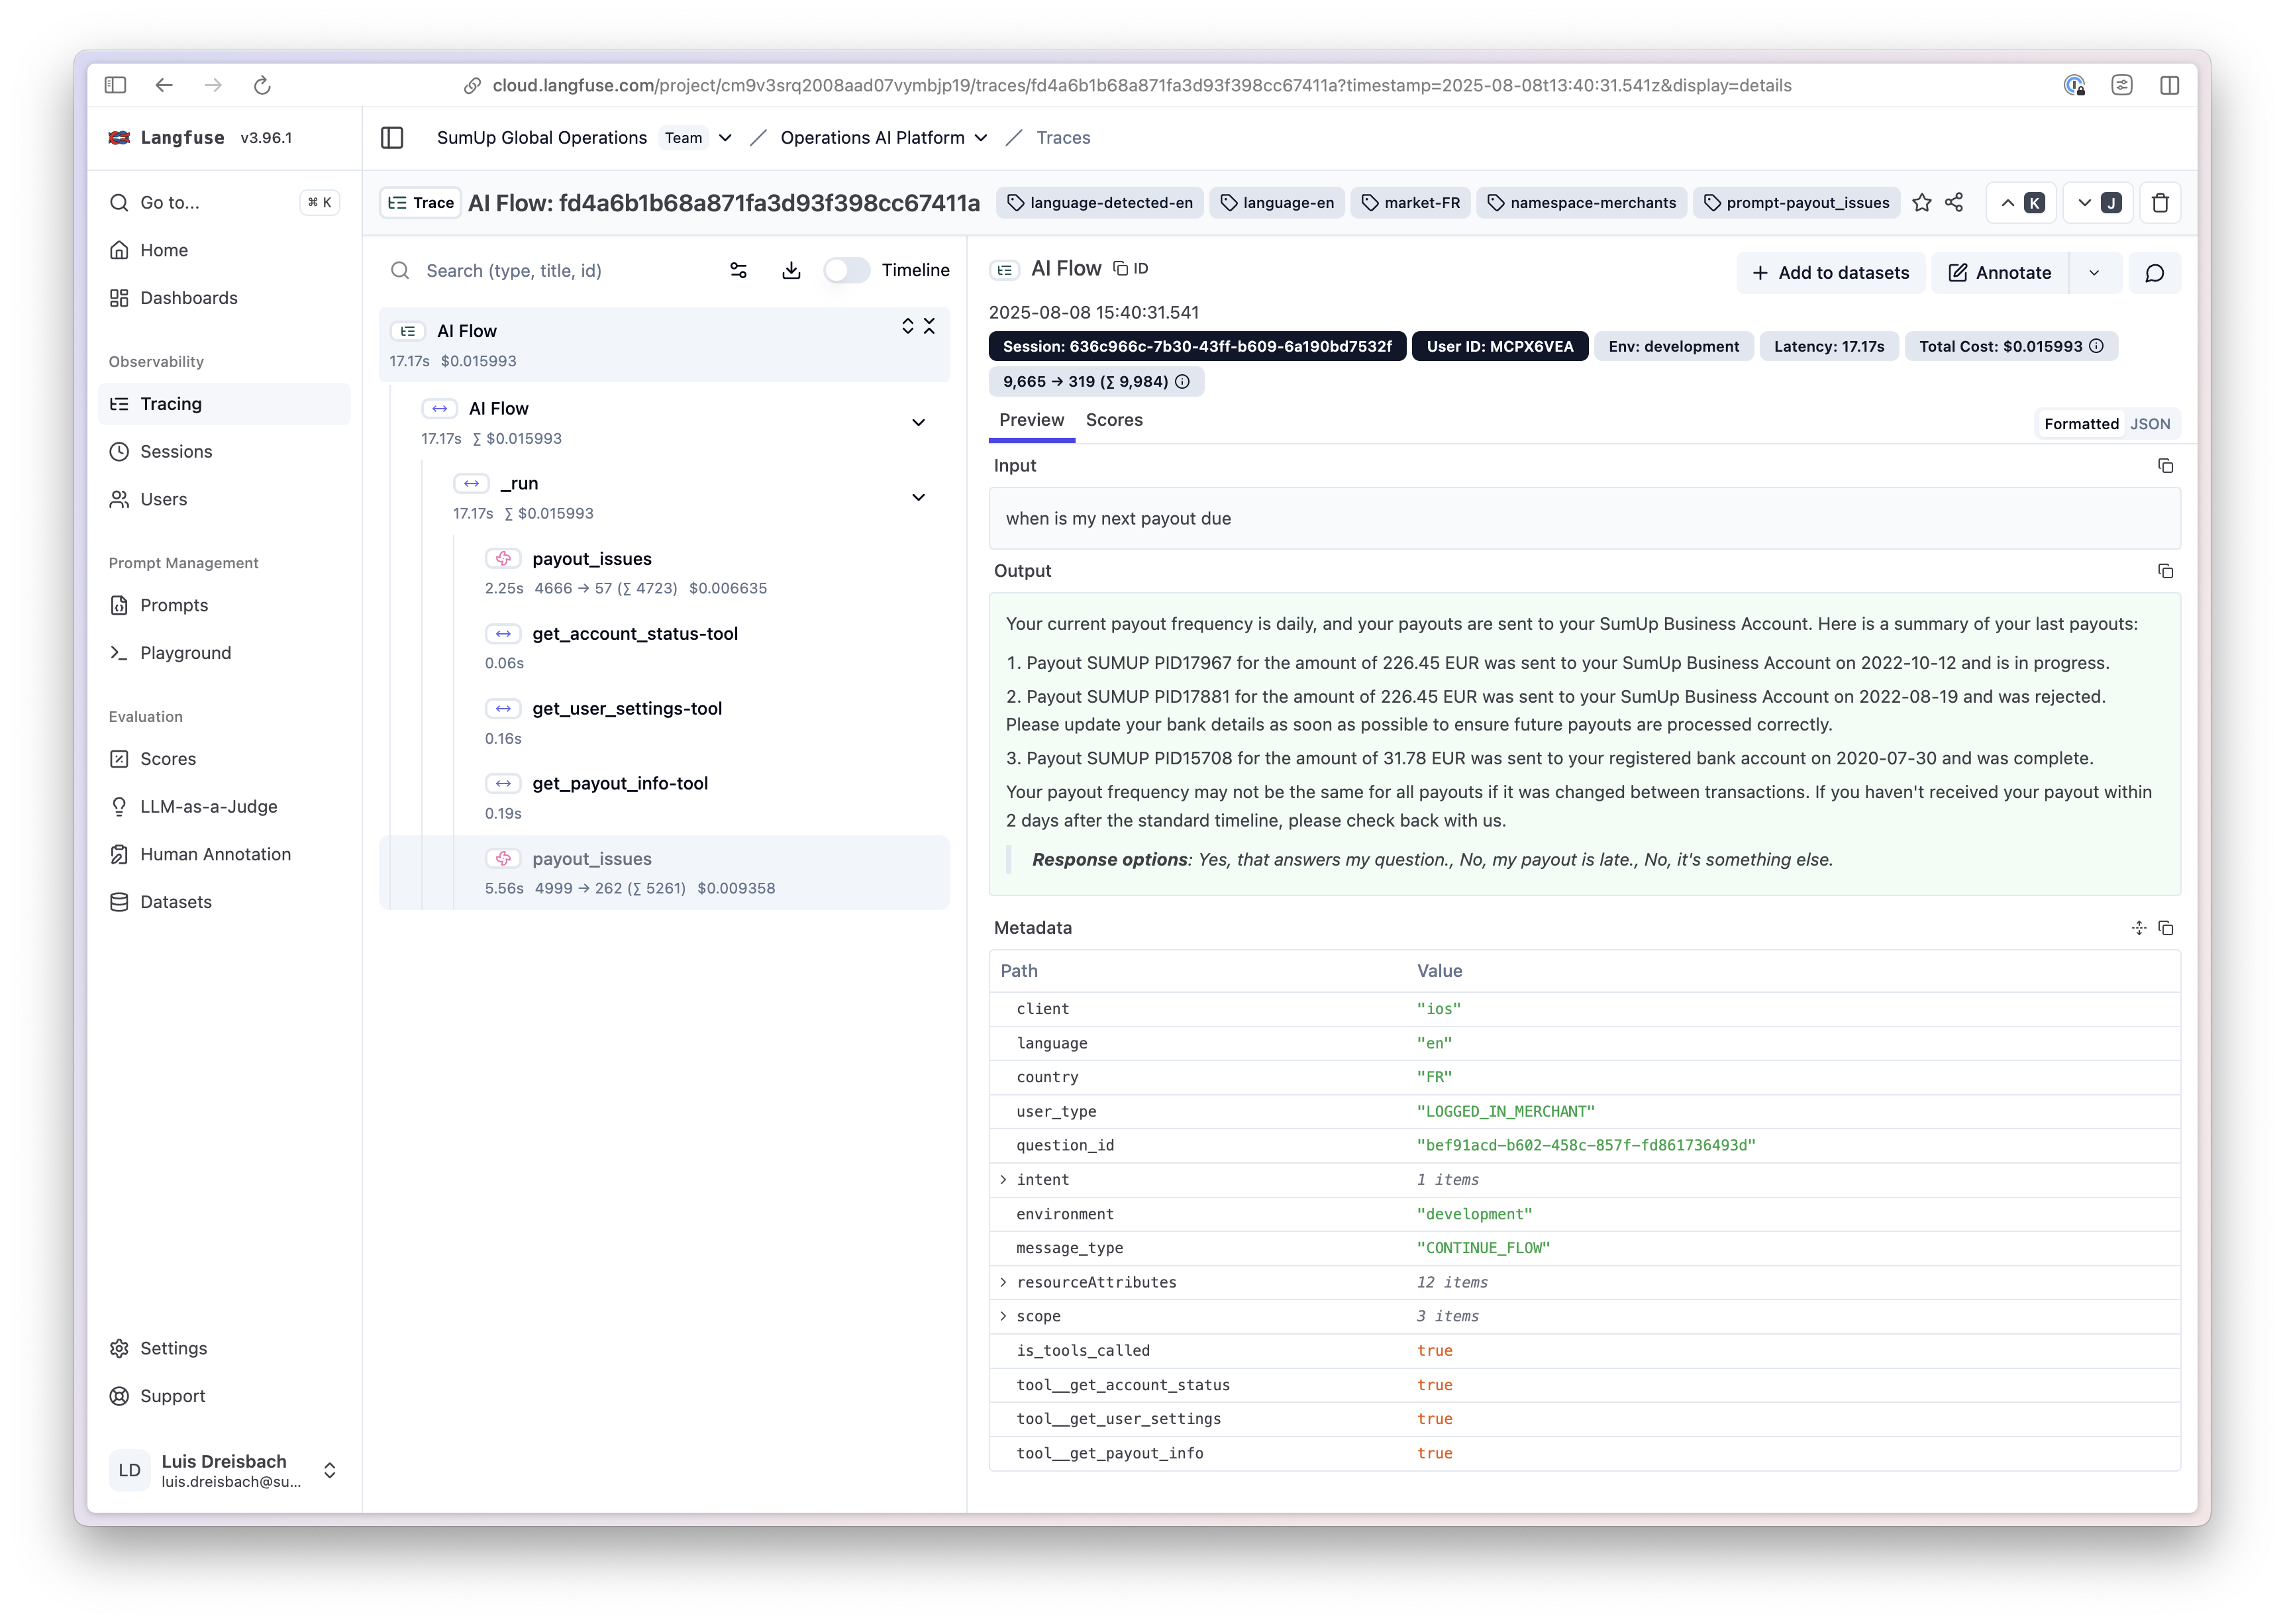 cloud.langfuse.com/project/cm9v3srq2008aad07vymbjp19/traces/fd4a6b1b68a871fa3d93f398cc67411a?timestamp=2025-08-08t13:40:31.541z&display=details
Langfuse v3.96.1
SumUp Global Operations Team / Operations AI Platform / Traces
Go to... ⌘ K
Home
Dashboards
Observability
Tracing
Sessions
Users
Prompt Management
Prompts
Playground
Evaluation
Scores
LLM-as-a-Judge
Human Annotation
Datasets
Settings
Support
LD Luis Dreisbach
luis.dreisbach@su...
Trace AI Flow: fd4a6b1b68a871fa3d93f398cc67411a language-detected-en language-en market-FR namespace-merchants prompt-payout_issues K J
Search (type, title, id) Timeline
AI Flow
17.17s $0.015993
AI Flow
17.17s ∑ $0.015993
_run
17.17s ∑ $0.015993
payout_issues
2.25s 4666 → 57 (∑ 4723) $0.006635
get_account_status-tool
0.06s
get_user_settings-tool
0.16s
get_payout_info-tool
0.19s
payout_issues
5.56s 4999 → 262 (∑ 5261) $0.009358
AI Flow ID
+ Add to datasets Annotate
2025-08-08 15:40:31.541
Session: 636c966c-7b30-43ff-b609-6a190bd7532f User ID: MCPX6VEA Env: development Latency: 17.17s Total Cost: $0.015993
9,665 → 319 (∑ 9,984)
Preview Scores
Formatted JSON
Input
when is my next payout due
Output
Your current payout frequency is daily, and your payouts are sent to your SumUp Business Account. Here is a summary of your last payouts:
1. Payout SUMUP PID17967 for the amount of 226.45 EUR was sent to your SumUp Business Account on 2022-10-12 and is in progress.
2. Payout SUMUP PID17881 for the amount of 226.45 EUR was sent to your SumUp Business Account on 2022-08-19 and was rejected.
Please update your bank details as soon as possible to ensure future payouts are processed correctly.
3. Payout SUMUP PID15708 for the amount of 31.78 EUR was sent to your registered bank account on 2020-07-30 and was complete.
Your payout frequency may not be the same for all payouts if it was changed between transactions. If you haven't received your payout within
2 days after the standard timeline, please check back with us.
Response options: Yes, that answers my question., No, my payout is late., No, it's something else.
Metadata
Path Value
client "ios"
language "en"
country "FR"
user_type "LOGGED_IN_MERCHANT"
question_id "bef91acd-b602-458c-857f-fd861736493d"
intent 1 items
environment "development"
message_type "CONTINUE_FLOW"
resourceAttributes 12 items
scope 3 items
is_tools_called true
tool__get_account_status true
tool__get_user_settings true
tool__get_payout_info true